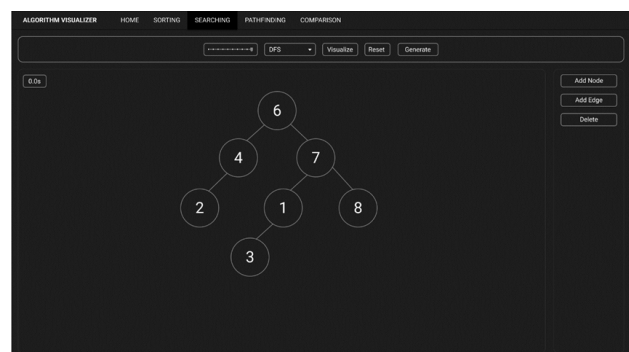 ALGORITHM VISUALIZER HOME SORTING SEARCHING PATHFINDING COMPARISON
DFS Visualize Reset Generate
0.0s
Add Node
Add Edge
Delete
6
4 7
2 1 8
3